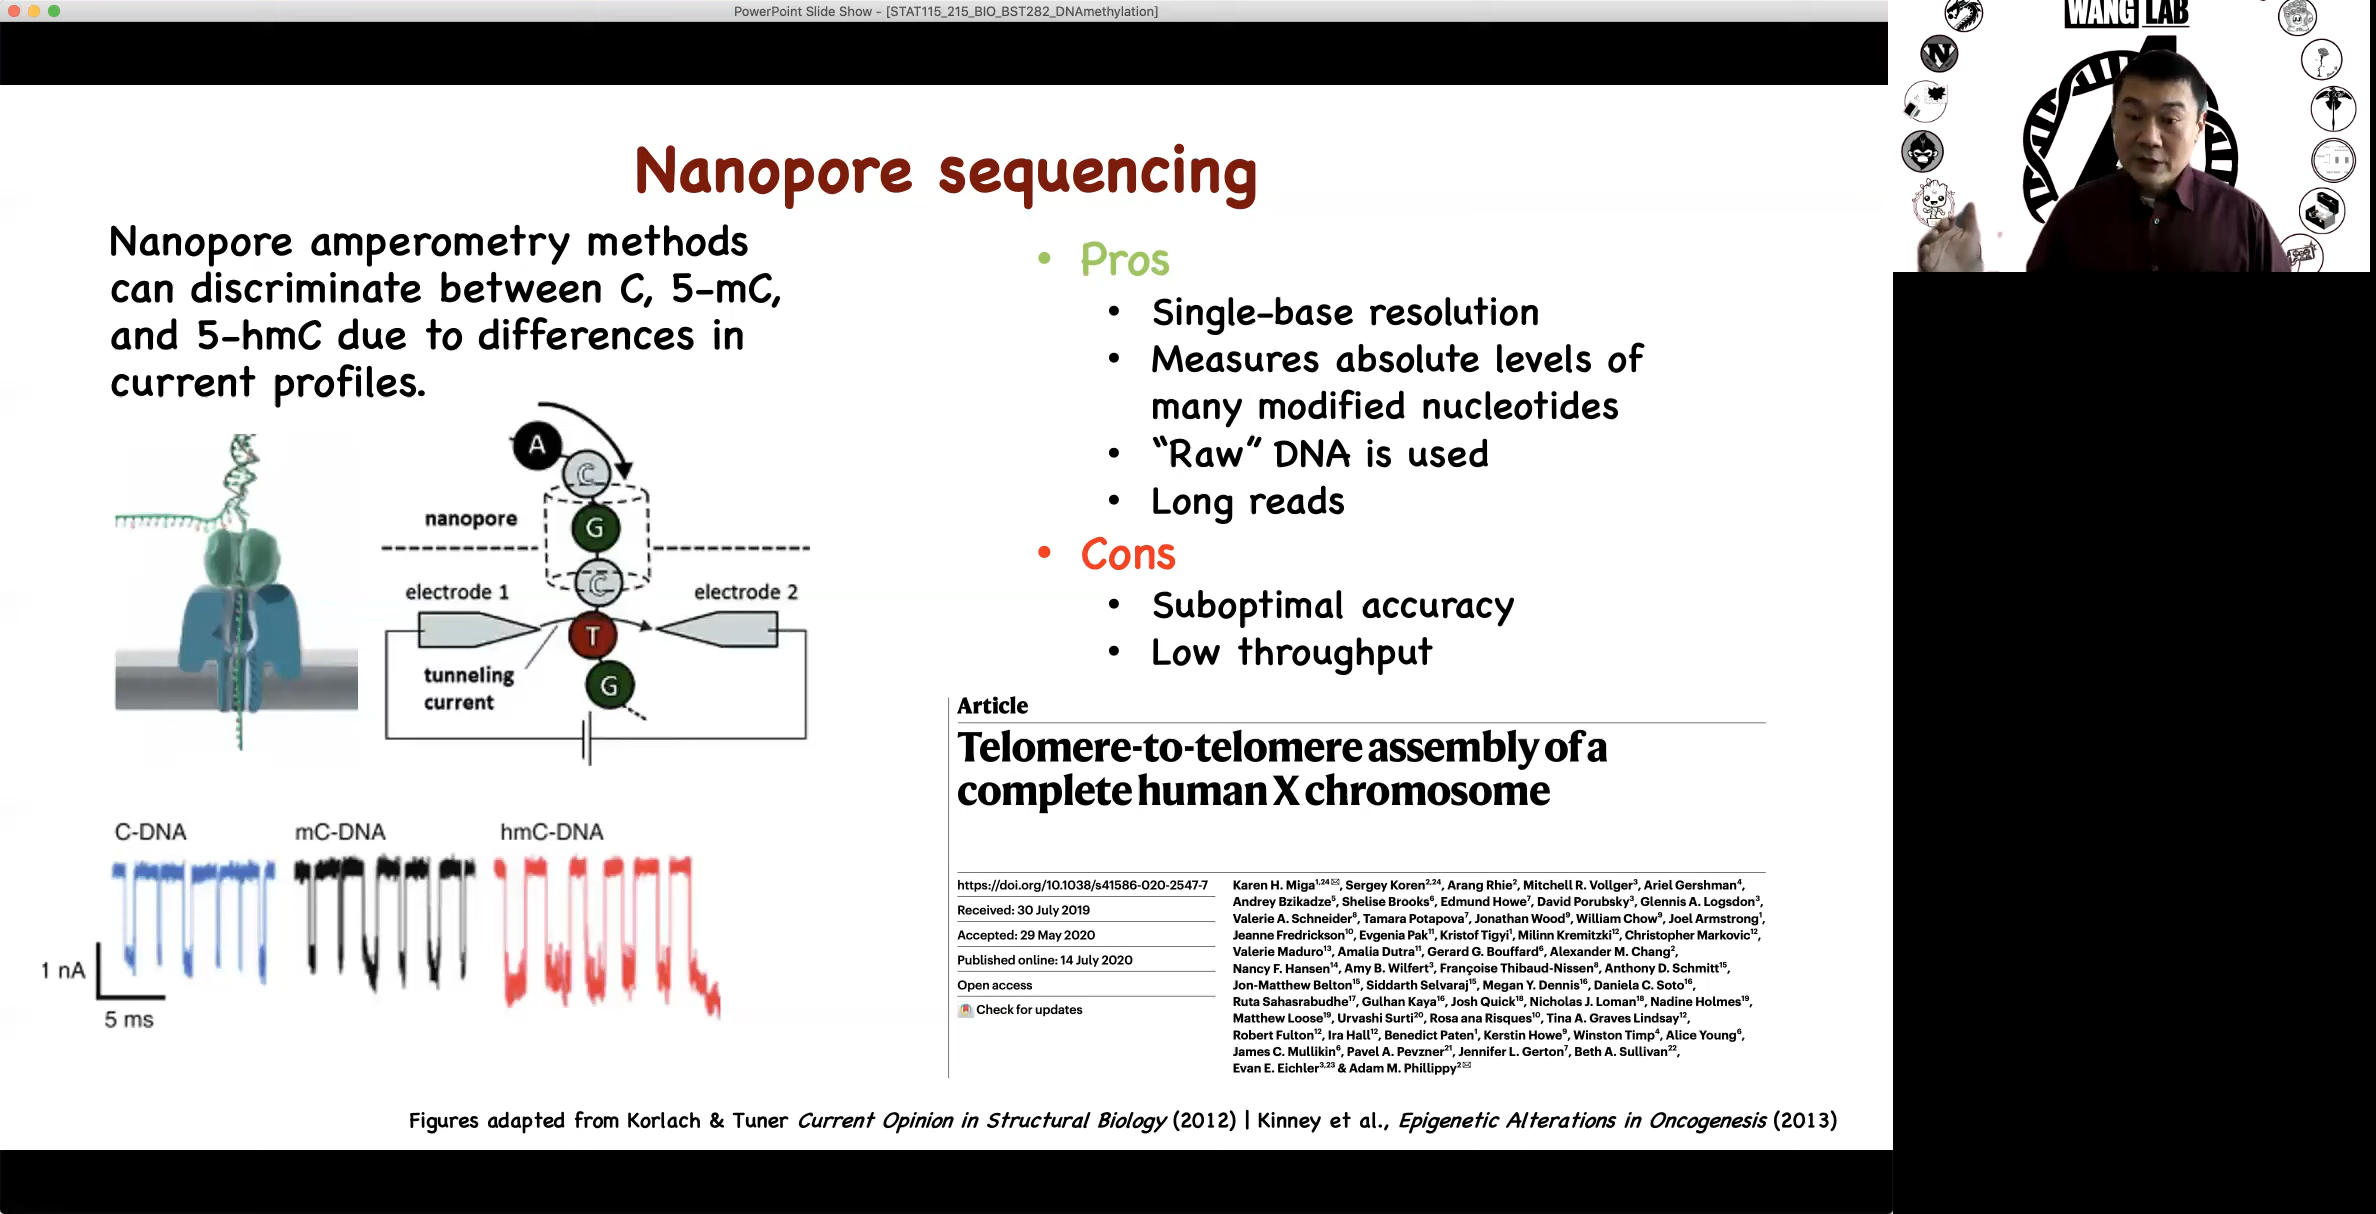 PowerPoint Slide Show - [STAT115_215_BIO_BST282_DNAmethylation]
WANG LAB
Nanopore sequencing
Nanopore amperometry methods
can discriminate between C, 5-mC,
and 5-hmC due to differences in
current profiles.
A
C
nanopore
G
C
electrode 1
electrode 2
T
tunneling
current
G
C-DNA
mC-DNA
hmC-DNA
1 nA
5 ms
• Pros
• Single-base resolution
• Measures absolute levels of
many modified nucleotides
• “Raw” DNA is used
• Long reads
• Cons
• Suboptimal accuracy
• Low throughput
Article
Telomere-to-telomere assembly of a
complete human X chromosome
https://doi.org/10.1038/s41586-020-2547-7
Received: 30 July 2019
Accepted: 29 May 2020
Published online: 14 July 2020
Open access
Check for updates
Karen H. Miga1,24✉, Sergey Koren2,24, Arang Rhie2, Mitchell R. Vollger3, Ariel Gershman4,
Andrey Bzikadze5, Shelise Brooks6, Edmund Howe7, David Porubsky3, Glennis A. Logsdon3,
Valerie A. Schneider8, Tamara Potapova7, Jonathan Wood9, William Chow9, Joel Armstrong1,
Jeanne Fredrickson10, Evgenia Pak11, Kristof Tigyi1, Milinn Kremitzki12, Christopher Markovic12,
Valerie Maduro13, Amalia Dutra11, Gerard G. Bouffard6, Alexander M. Chang2,
Nancy F. Hansen14, Amy B. Wilfert3, Françoise Thibaud-Nissen8, Anthony D. Schmitt15,
Jon-Matthew Belton15, Siddarth Selvaraj15, Megan Y. Dennis16, Daniela C. Soto16,
Ruta Sahasrabudhe17, Gulhan Kaya16, Josh Quick18, Nicholas J. Loman18, Nadine Holmes19,
Matthew Loose19, Urvashi Surti20, Rosa ana Risques10, Tina A. Graves Lindsay12,
Robert Fulton12, Ira Hall12, Benedict Paten1, Kerstin Howe9, Winston Timp4, Alice Young6,
James C. Mullikin6, Pavel A. Pevzner21, Jennifer L. Gerton7, Beth A. Sullivan22,
Evan E. Eichler3,23 & Adam M. Phillippy2✉
Figures adapted from Korlach & Tuner Current Opinion in Structural Biology (2012) | Kinney et al., Epigenetic Alterations in Oncogenesis (2013)